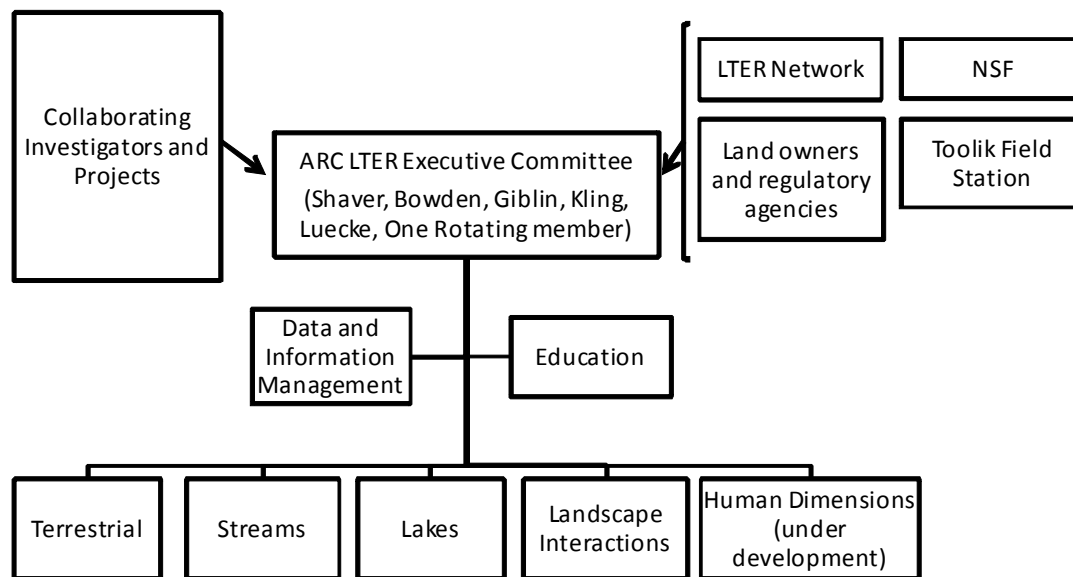 Collaborating
Investigators and
Projects
ARC LTER Executive Committee
(Shaver, Bowden, Giblin, Kling,
Luecke, One Rotating member)
LTER Network
NSF
Land owners
and regulatory
agencies
Toolik Field
Station
Data and
Information
Management
Education
Terrestrial
Streams
Lakes
Landscape
Interactions
Human Dimensions
(under
development)